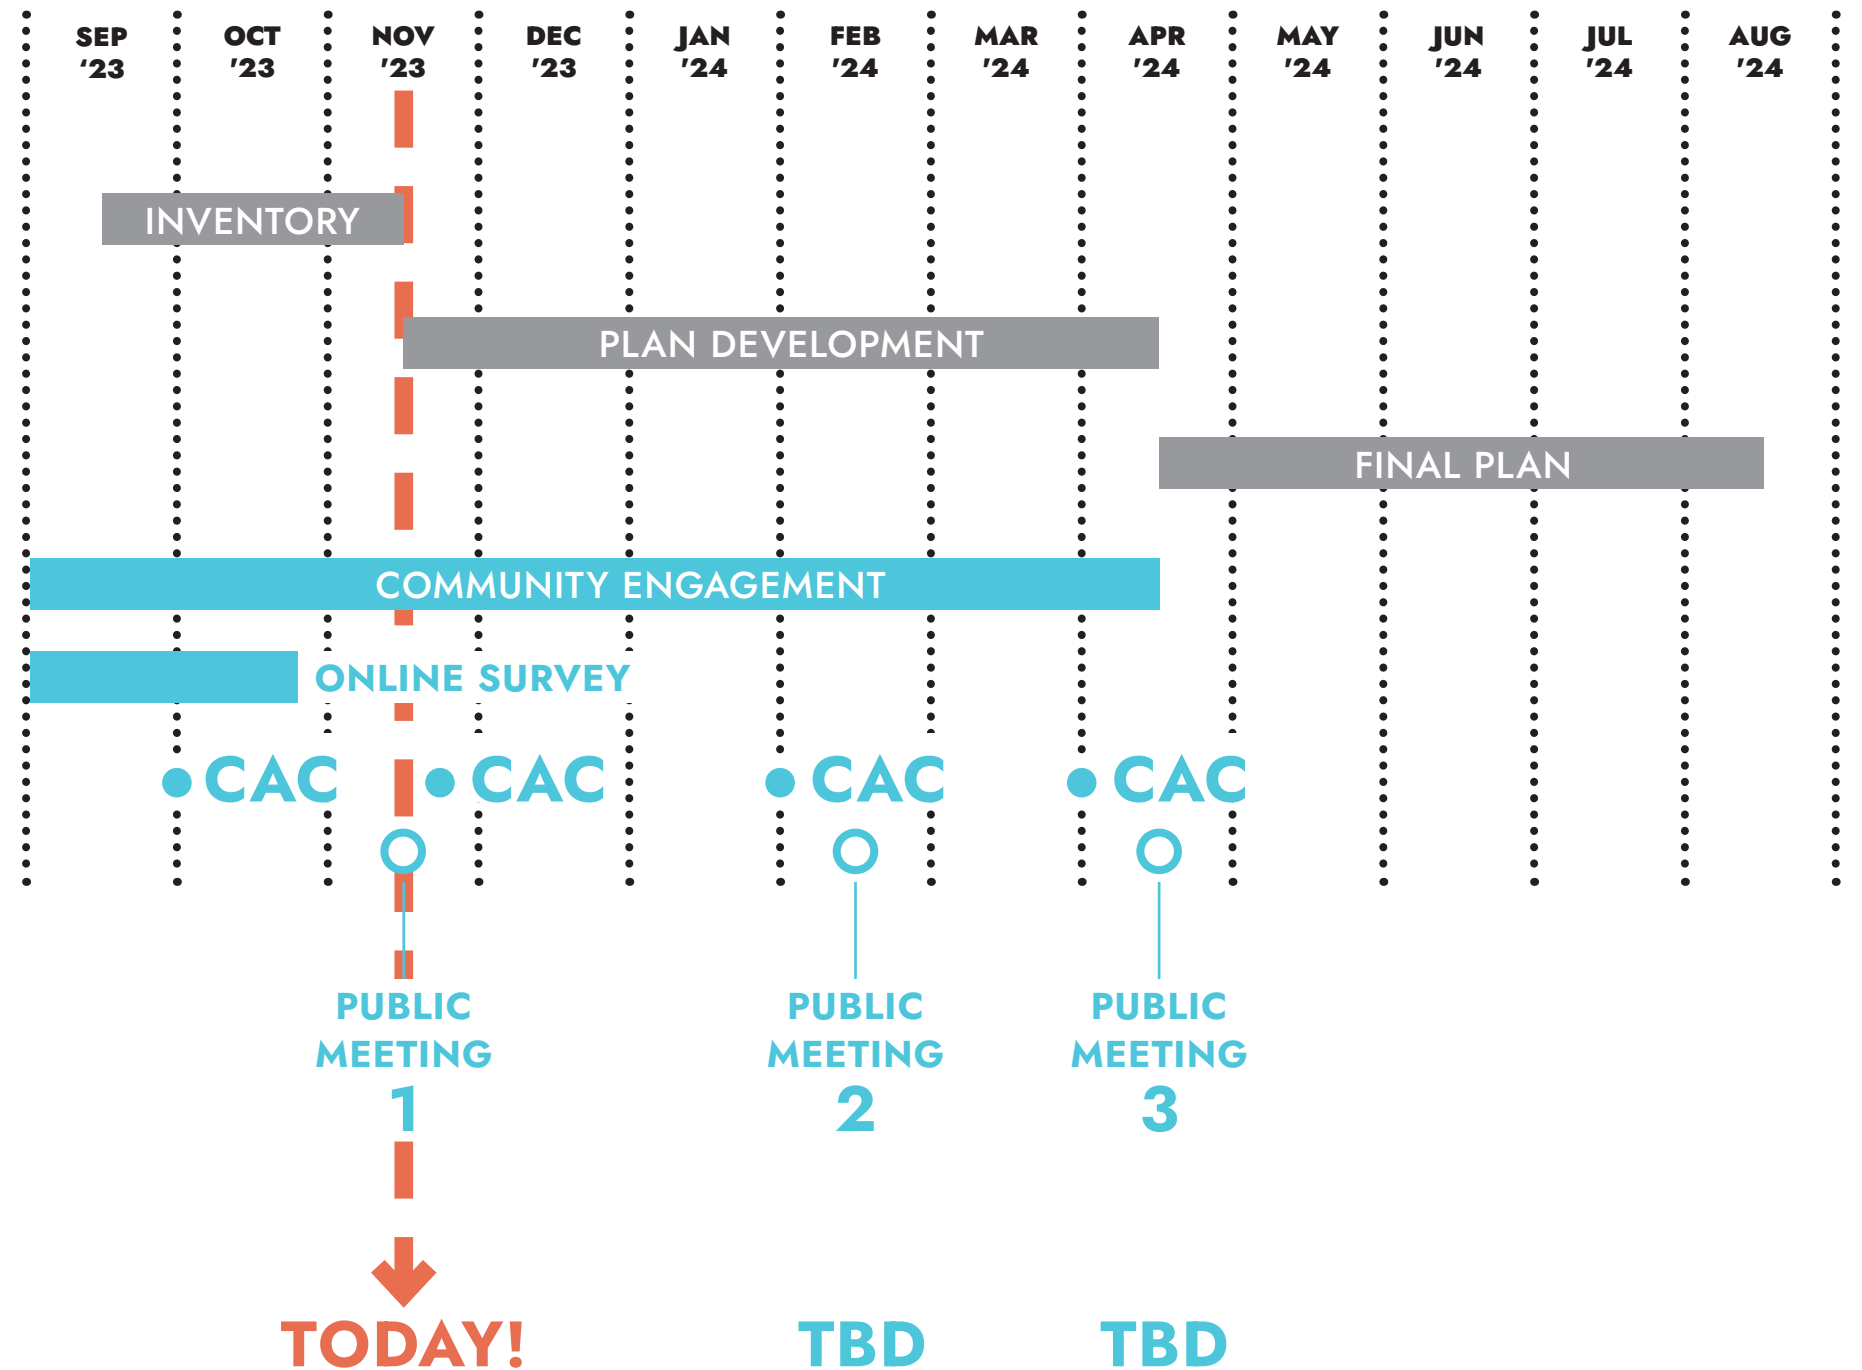 SEP OCT NOV DEC JAN FEB MAR APR MAY JUN JUL AUG
‘23 '23 '23 '23 '24 '24 '24 '24 '24 '24 '24 '24
INVENTORY
PLAN DEVELOPMENT
FINAL PLAN
COMMUNITY ENGAGEMENT
ONLINE SURVEY
CAC CAC CAC CAC
PUBLIC PUBLIC PUBLIC
MEETING MEETING MEETING
1 2 3
TODAY! TBD TBD